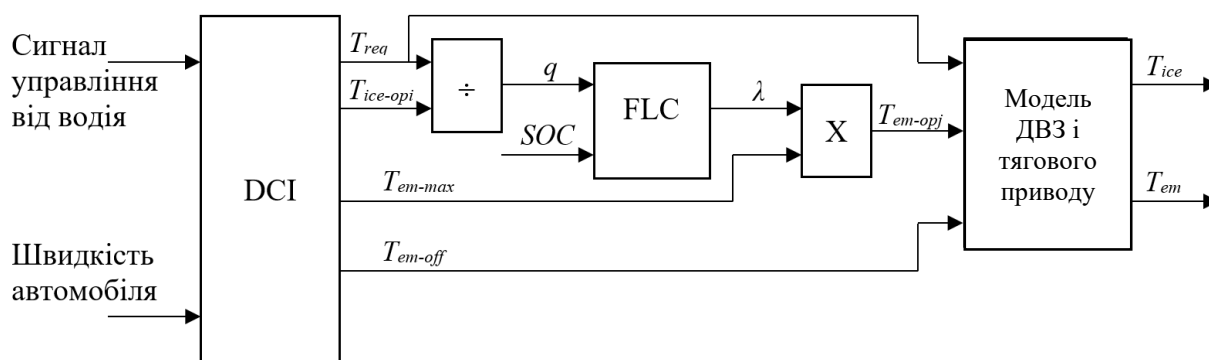 Сигнал
управління
від водія
Швидкість
автомобіля
DCI
T_req
T_ice-opi
T_em-max
T_em-off
÷
q
SOC
FLC
λ
X
T_em-opj
Модель
ДВЗ і
тягового
приводу
T_ice
T_em